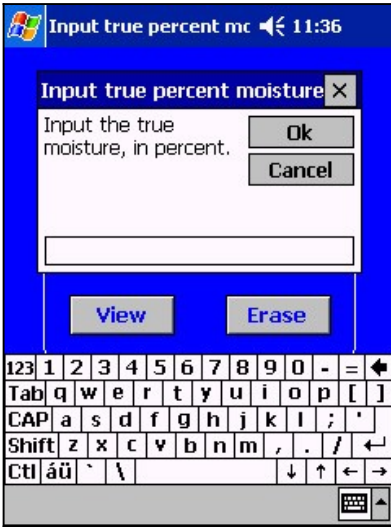 Input true percent mc 11:36
Input true percent moisture
Input the true
moisture, in percent.
Ok
Cancel
View Erase
123 1 2 3 4 5 6 7 8 9 0 - =
Tab q w e r t y u i o p [ ]
CAP a s d f g h j k l ; '
Shift z x c v b n m , . /
Ctl áü ` \